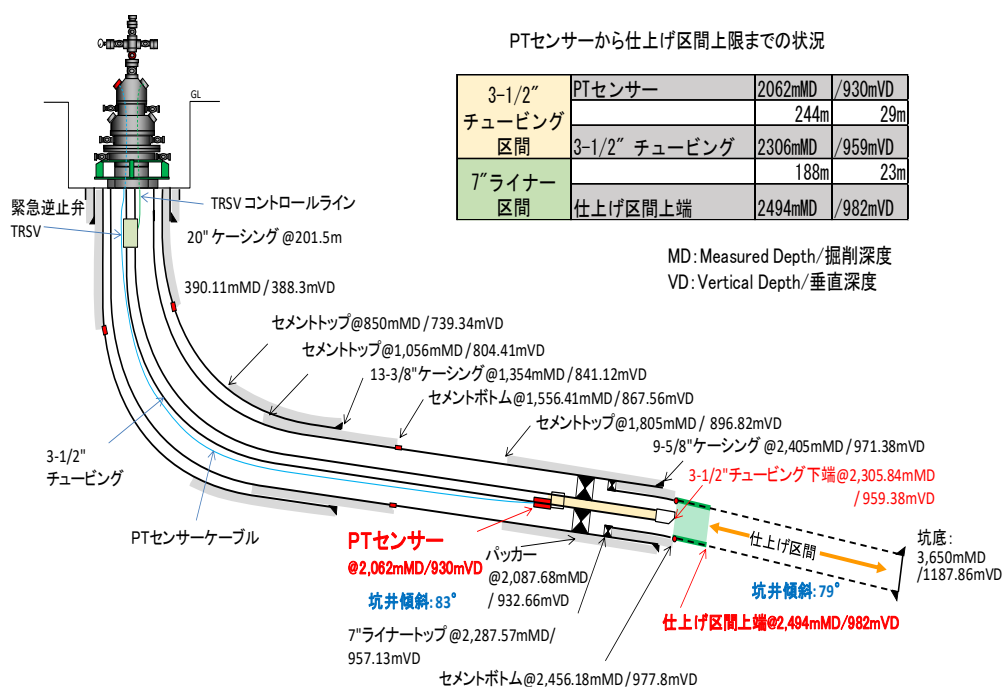 PTセンサーから仕上げ区間上限までの状況
3-1/2"
チュービング
区間
PTセンサー 2062mMD /930mVD
244m 29m
3-1/2" チュービング 2306mMD /959mVD
7"ライナー
区間
188m 23m
仕上げ区間上端 2494mMD /982mVD
MD:Measured Depth/掘削深度
VD:Vertical Depth/垂直深度
GL
緊急逆止弁
TRSV
TRSV コントロールライン
20" ケーシング @201.5m
390.11mMD / 388.3mVD
セメントトップ@850mMD /739.34mVD
セメントトップ@1,056mMD / 804.41mVD
13-3/8"ケーシング@1,354mMD / 841.12mVD
セメントボトム@1,556.41mMD / 867.56mVD
セメントトップ@1,805mMD / 896.82mVD
9-5/8"ケーシング @2,405mMD / 971.38mVD
3-1/2"チュービング下端@2,305.84mMD
/ 959.38mVD
3-1/2"
チュービング
PTセンサーケーブル
PTセンサー
@2,062mMD/930mVD
坑井傾斜:83°
パッカー
@2,087.68mMD
/ 932.66mVD
7"ライナートップ @2,287.57mMD/
957.13mVD
セメントボトム @2,456.18mMD / 977.8mVD
仕上げ区間
坑井傾斜:79°
仕上げ区間上端@2,494mMD/982mVD
坑底:
3,650mMD
/1187.86mVD